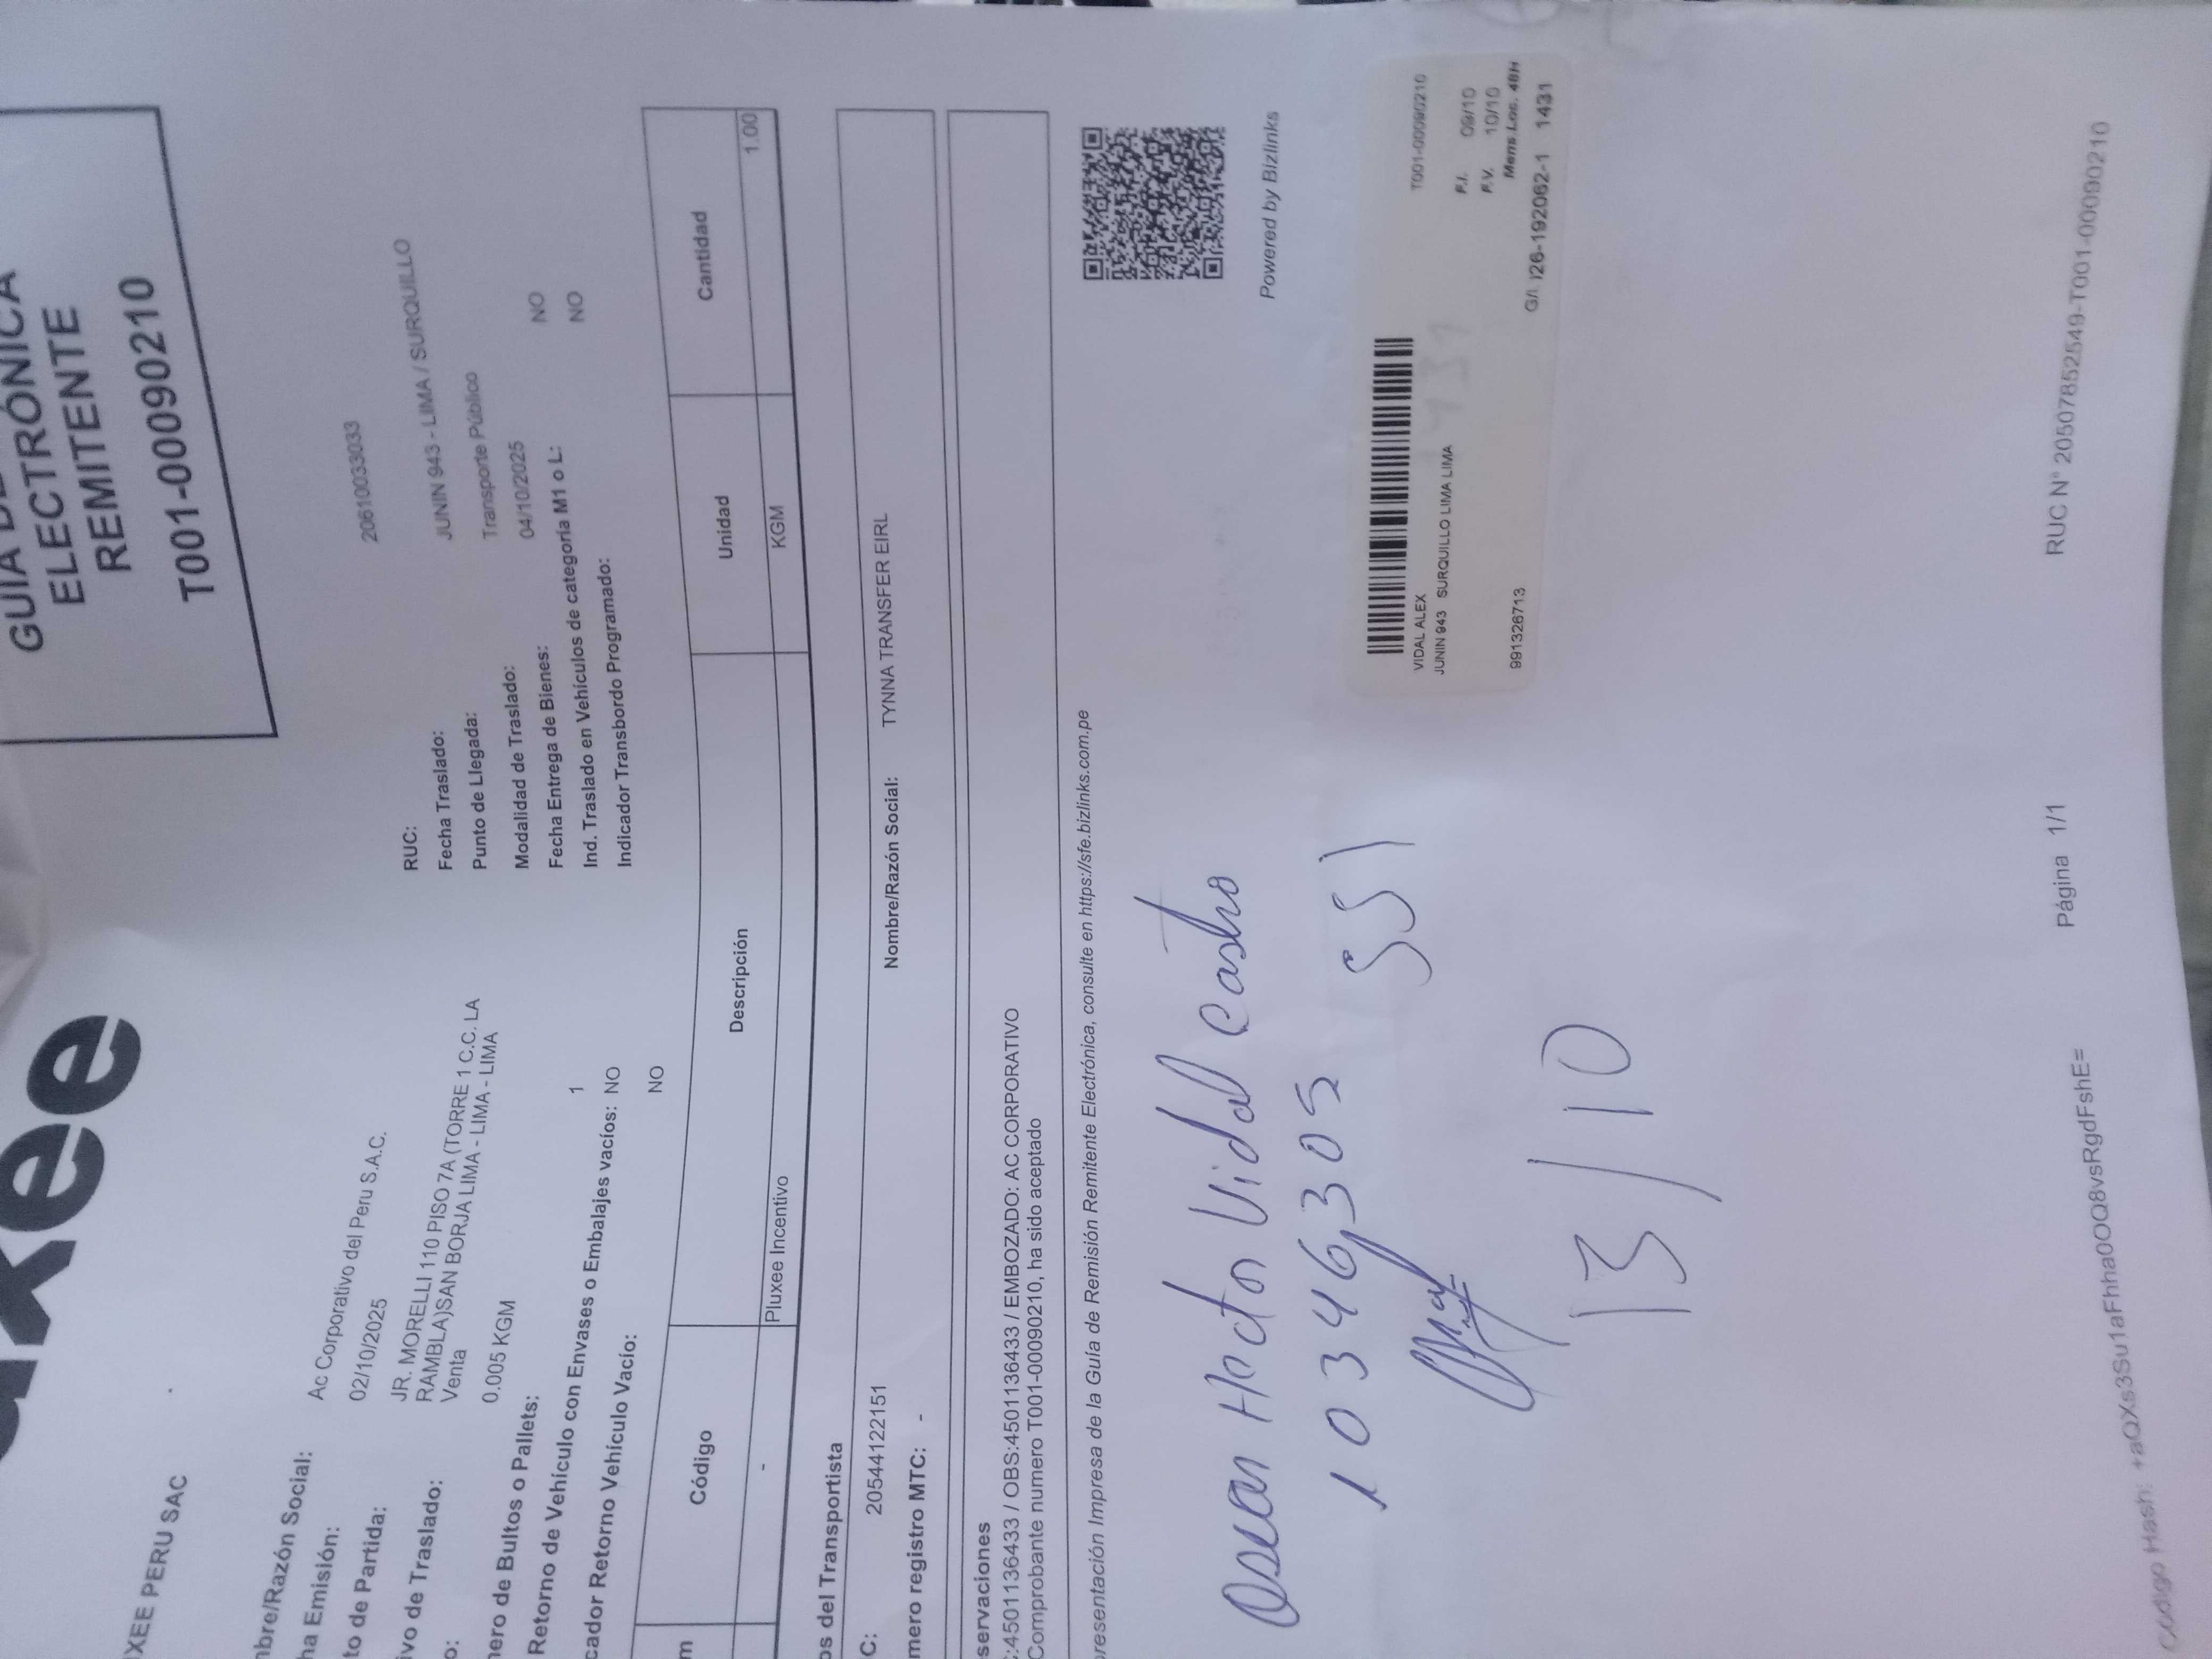 GUÍA DE
ELECTRÓNICA
REMITENTE
T001-00090210
uxee
UXEE PERU SAC
mbre/Razón Social: Ac Corporativo del Peru S.A.C.
RUC: 20610033033
ha Emisión: 02/10/2025
Fecha Traslado:
to de Partida: JR. MORELLI 110 PISO 7A (TORRE 1 C.C. LA
RAMBLA)SAN BORJA LIMA - LIMA - LIMA
Punto de Llegada: JUNIN 943 - LIMA / SURQUILLO
ivo de Traslado: Venta
Modalidad de Traslado: Transporte Público
o: 0.005 KGM
Fecha Entrega de Bienes: 04/10/2025
mero de Bultos o Pallets: 1
Ind. Traslado en Vehículos de categoría M1 o L: NO
Retorno de Vehículo con Envases o Embalajes vacíos: NO
Indicador Transbordo Programado: NO
cador Retorno Vehículo Vacío: NO
m Código Descripción Unidad Cantidad
- Pluxee Incentivo KGM 1.00
os del Transportista
C: 20544122151 Nombre/Razón Social: TYNNA TRANSFER EIRL
mero registro MTC: -
servaciones
C:4501136433 / OBS:4501136433 / EMBOZADO: AC CORPORATIVO
Comprobante numero T001-00090210, ha sido aceptado
presentación Impresa de la Guía de Remisión Remitente Electrónica, consulte en https://sfe.bizlinks.com.pe
Powered by Bizlinks
Oscar Hector Vidal Castro
10346305
551
13/10
VIDAL ALEX T001-00090210
JUNIN 943 SURQUILLO LIMA LIMA
F.I. 09/10
F.V. 10/10
Mens Loc. 48H
991326713 G/\ 026-192062-1 1431
Código Hash: +aQXs3Su1aFhha0OQ8vsRgdFshE= Página 1/1 RUC N° 20507852549-T001-00090210